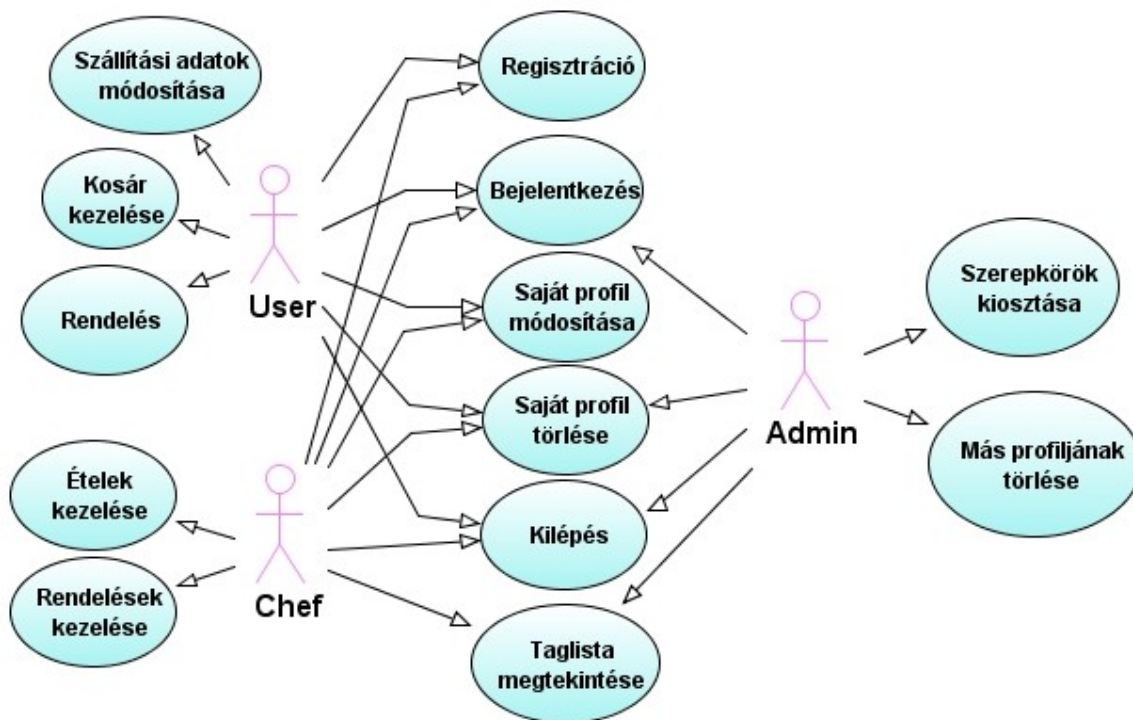 Szállítási adatok
módosítása
Kosár
kezelése
Rendelés
User
Ételek
kezelése
Rendelések
kezelése
Chef
Regisztráció
Bejelentkezés
Saját profil
módosítása
Saját profil
törlése
Kilépés
Taglista
megtekintése
Admin
Szerepkörök
kiosztása
Más profiljának
törlése